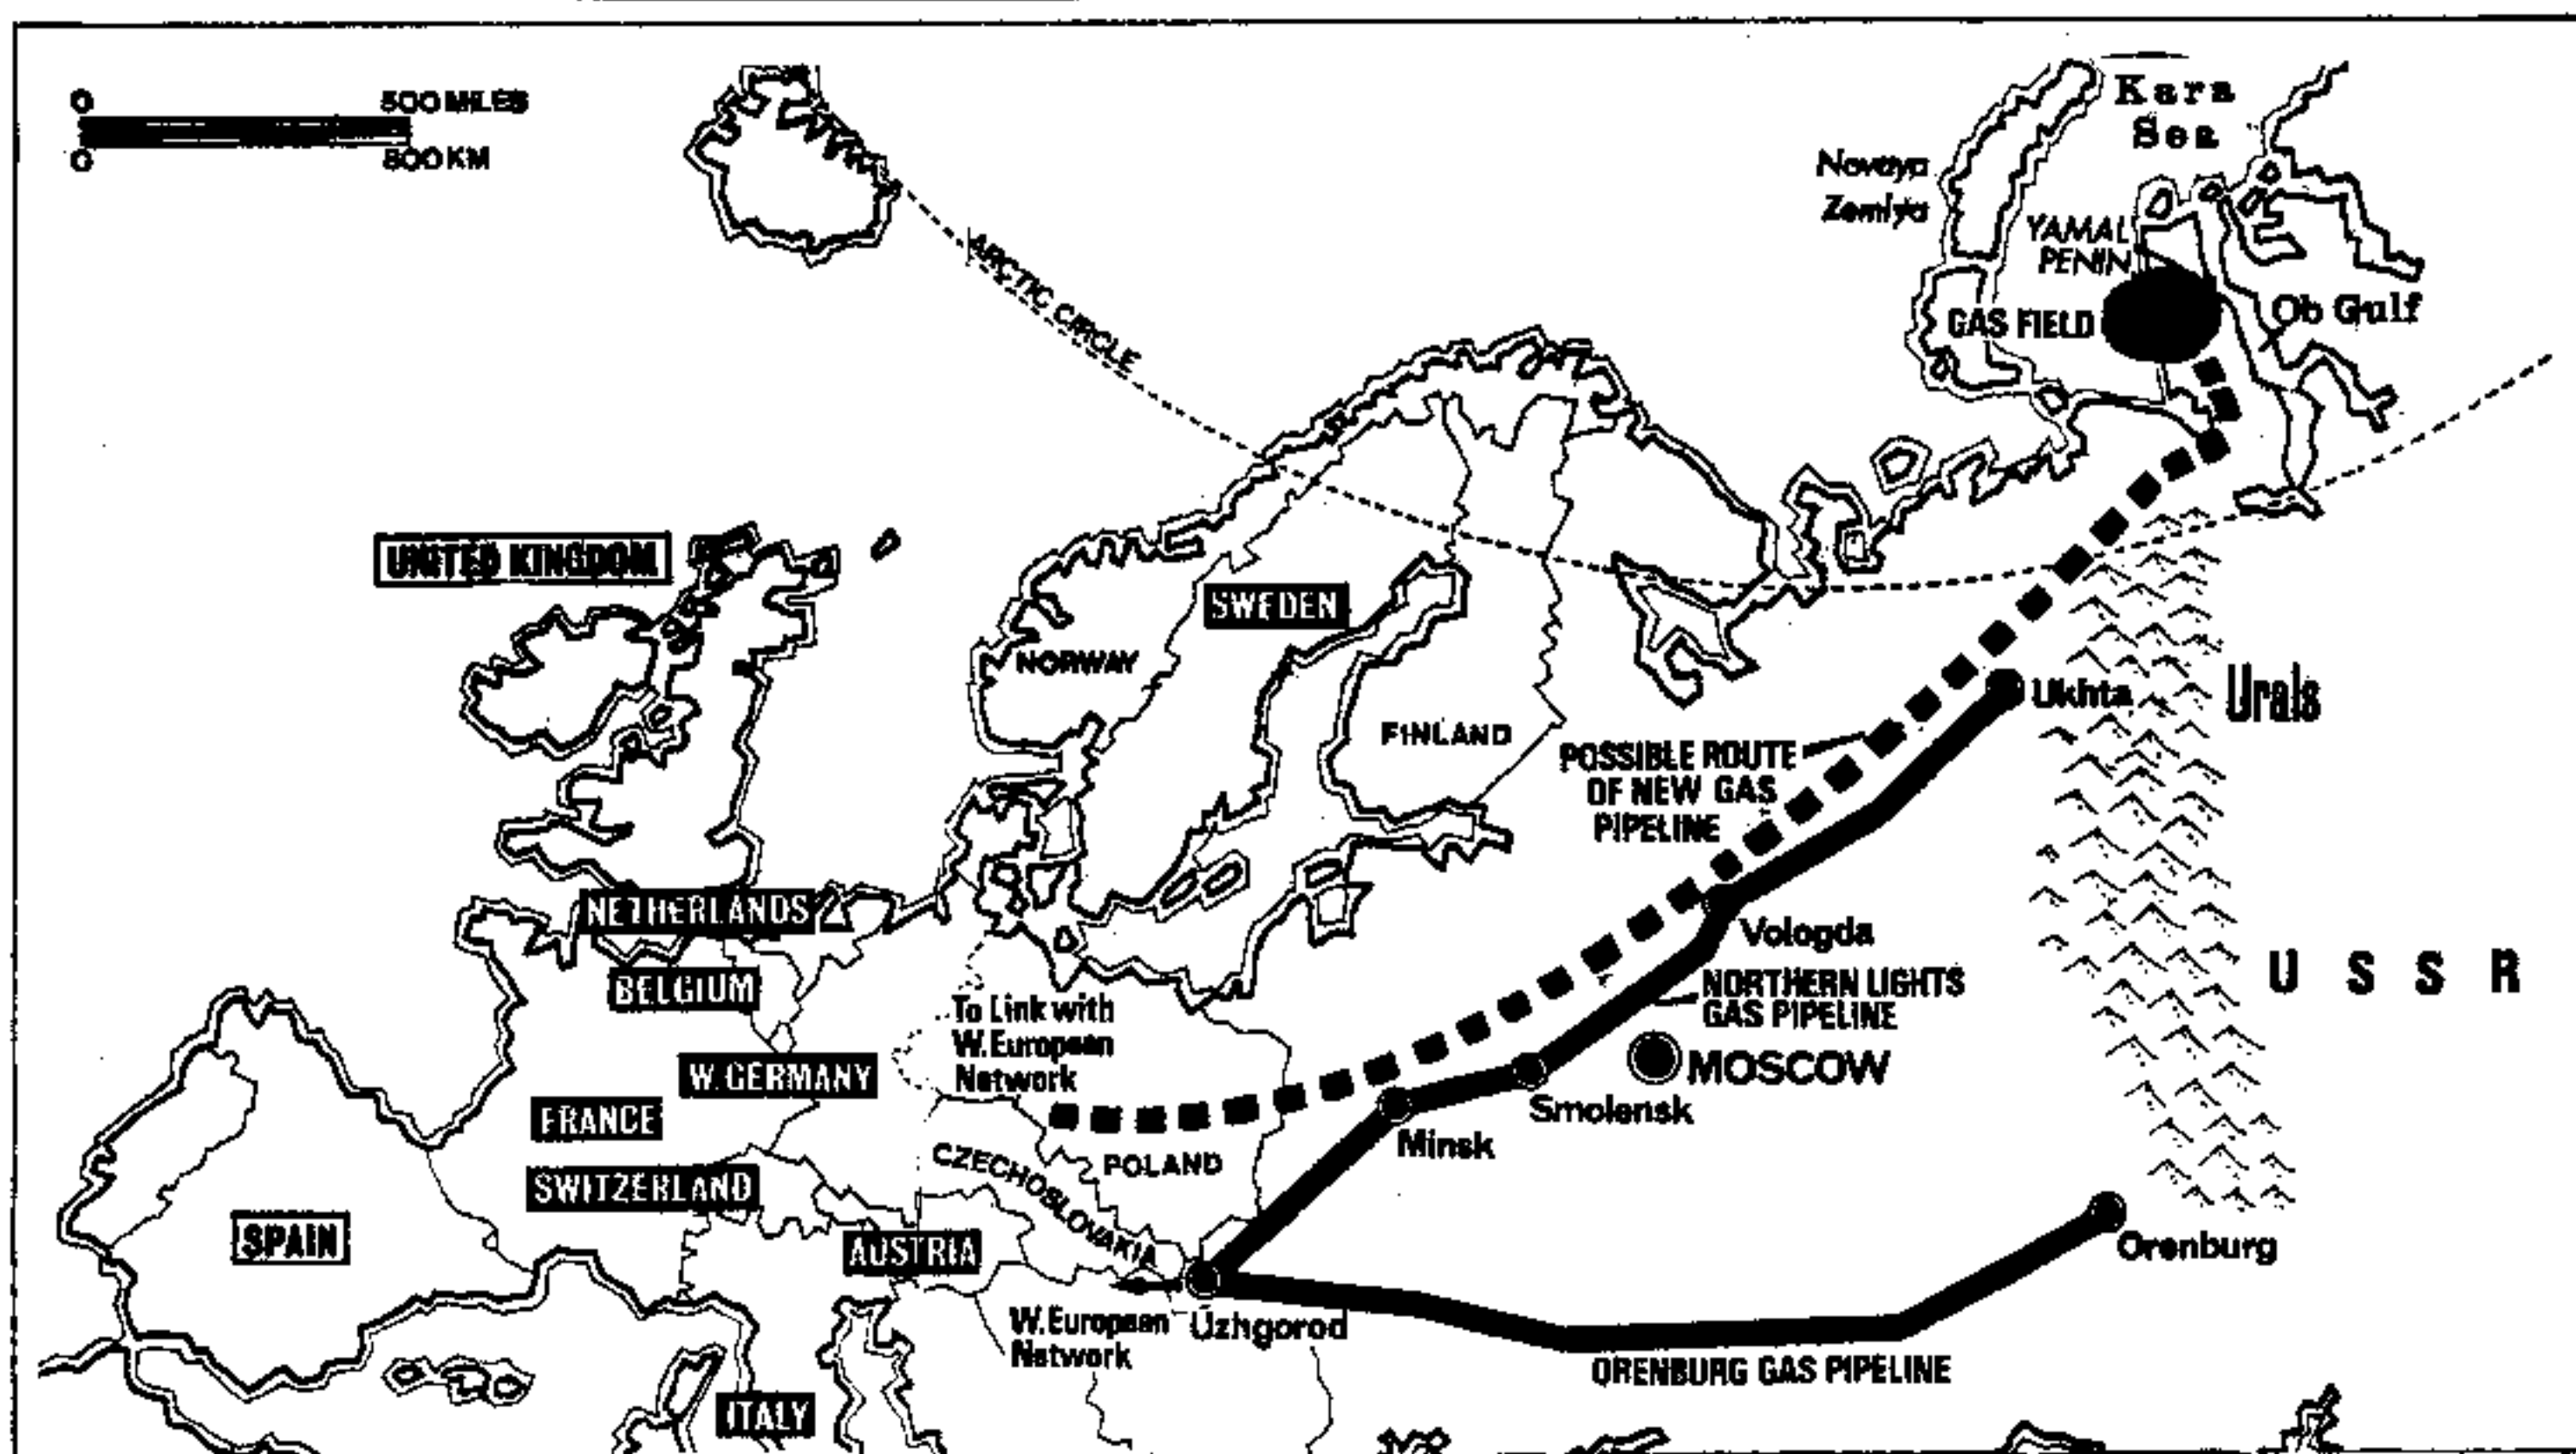 0 500 MILES
0 800 KM
ARCTIC CIRCLE
Kara
Sea
Novaya
Zemlya
YAMAL
PENIN
GAS FIELD
Ob Gulf
UNITED KINGDOM
SWEDEN
NORWAY
FINLAND
Ukhta
Urals
POSSIBLE ROUTE
OF NEW GAS
PIPELINE
NETHERLANDS
Vologda
BELGIUM
NORTHERN LIGHTS
GAS PIPELINE
U S S R
To Link with
W. European
Network
W. GERMANY
MOSCOW
FRANCE
Smolensk
Minsk
CZECHOSLOVAKIA
POLAND
SWITZERLAND
SPAIN
AUSTRIA
Orenburg
W. European
Network
Uzhgorod
ORENBURG GAS PIPELINE
ITALY